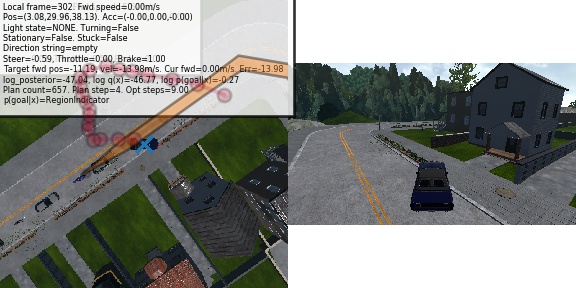 Local frame=302. Fwd speed=0.00m/s
Pos=(3.08,29.96,38.13). Acc=(-0.00,0.00,-0.00)
Light state=NONE. Turning=False
Stationary=False. Stuck=False
Direction string=empty
Steer=-0.59, Throttle=0.00, Brake=1.00
Target fwd pos=-11.19, vel=-13.98m/s. Cur fwd=0.00m/s, Err=-13.98
log_posterior=-47.04, log q(x)=-46.77, log p(goal|x)=-0.27
Plan count=657. Plan step=4. Opt steps=9.00
p(goal|x)=RegionIndicator